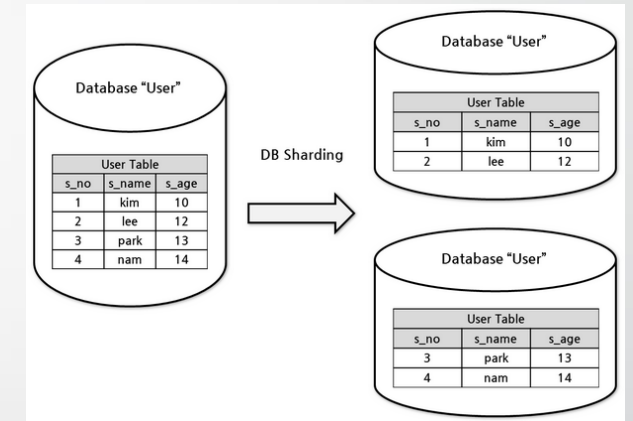 Database “User”
User Table
s_no s_name s_age
1 kim 10
2 lee 12
3 park 13
4 nam 14
DB Sharding
Database “User”
User Table
s_no s_name s_age
1 kim 10
2 lee 12
Database “User”
User Table
s_no s_name s_age
3 park 13
4 nam 14